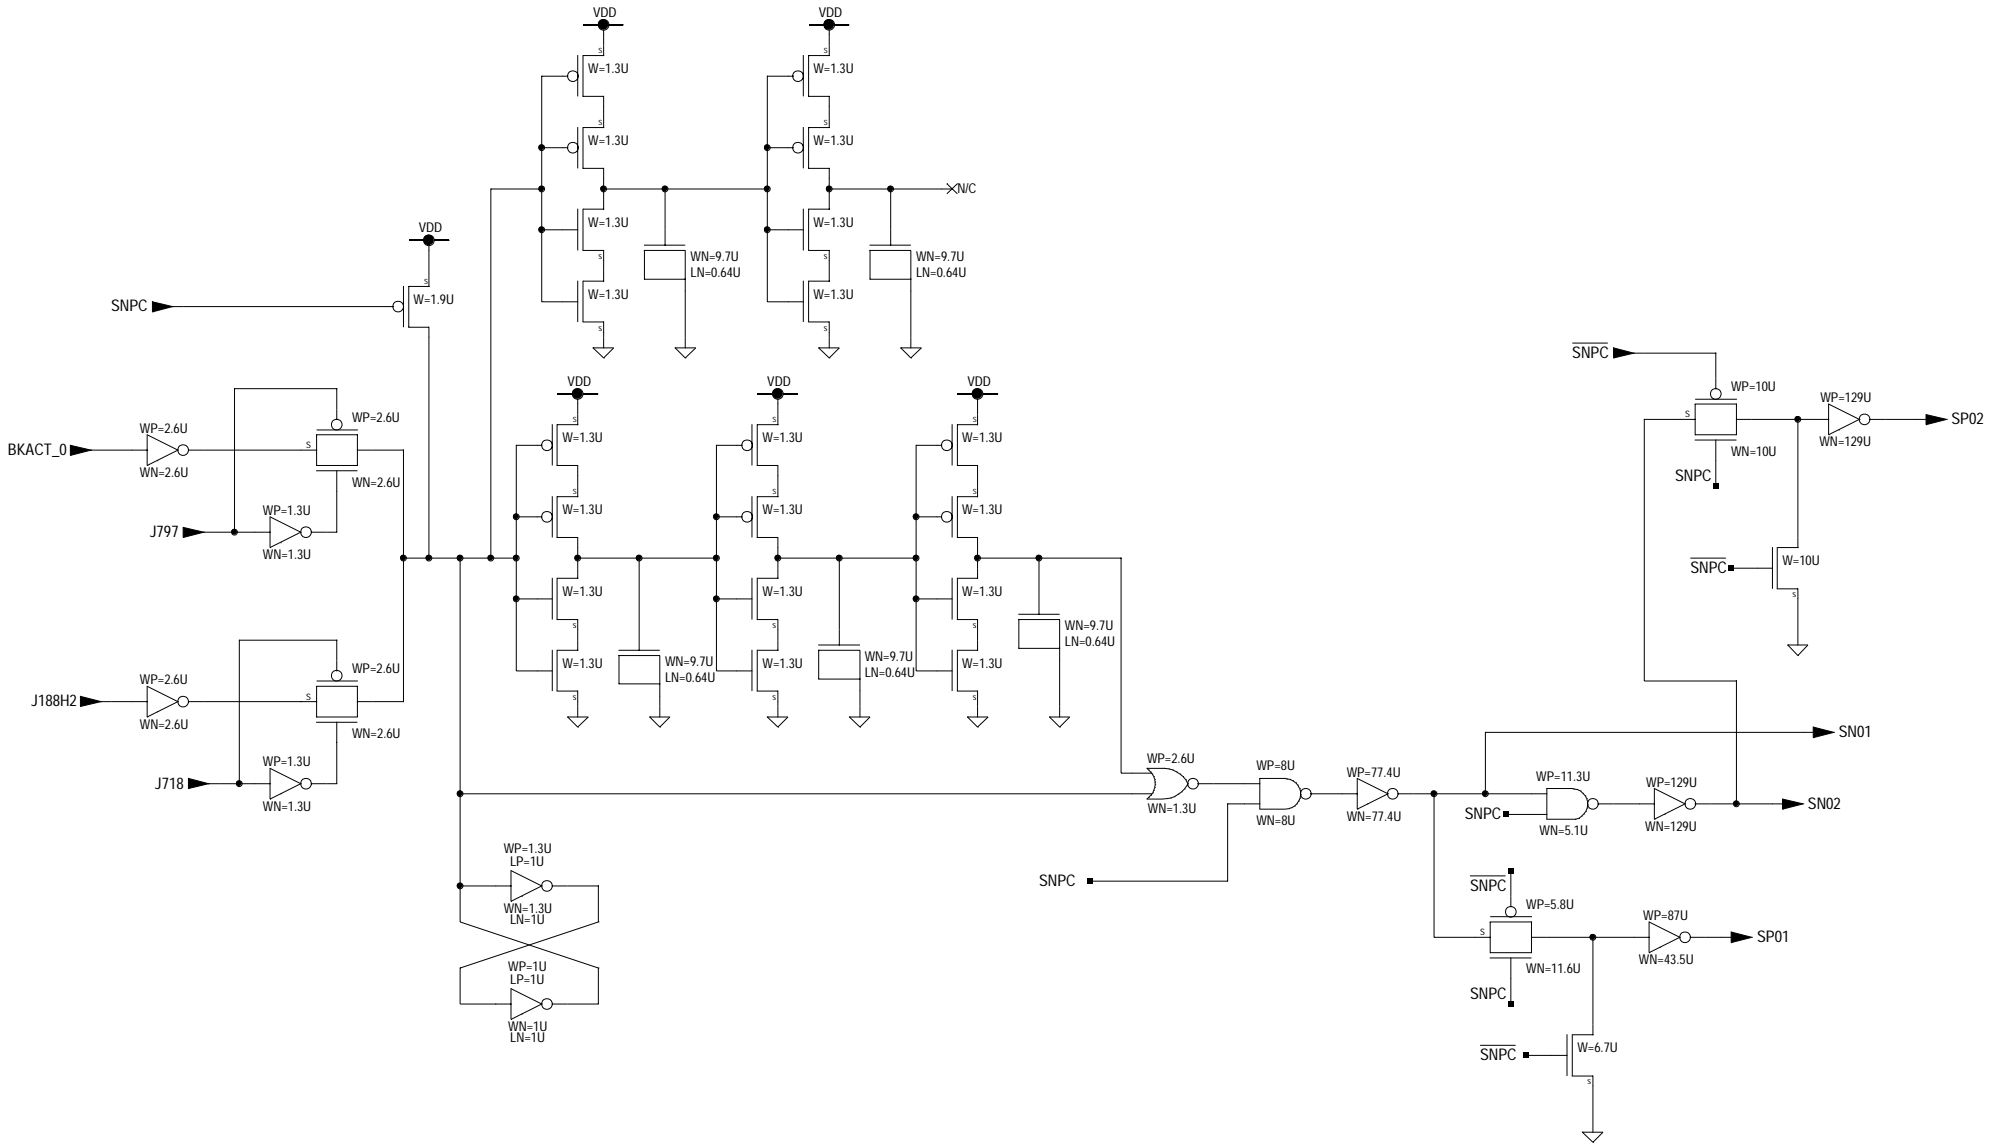 VDD
VDD
s
W=1.3U
s
W=1.3U
s
W=1.3U
s
W=1.3U
N/C
W=1.3U
s
WN=9.7U
LN=0.64U
W=1.3U
s
WN=9.7U
LN=0.64U
W=1.3U
s
W=1.3U
s
VDD
s
SNPC
W=1.9U
BKACT_0
WP=2.6U
WN=2.6U
WP=2.6U
s
WN=2.6U
J797
WP=1.3U
WN=1.3U
J188H2
WP=2.6U
WN=2.6U
WP=2.6U
s
WN=2.6U
J718
WP=1.3U
WN=1.3U
VDD
VDD
VDD
s
W=1.3U
s
W=1.3U
s
W=1.3U
s
W=1.3U
s
W=1.3U
s
W=1.3U
W=1.3U
s
W=1.3U
s
W=1.3U
s
W=1.3U
s
W=1.3U
s
W=1.3U
s
WN=9.7U
LN=0.64U
WN=9.7U
LN=0.64U
WN=9.7U
LN=0.64U
WP=1.3U
LP=1U
WN=1.3U
LN=1U
WP=1U
LP=1U
WN=1U
LN=1U
WP=2.6U
WN=1.3U
WP=8U
WN=8U
SNPC
WP=77.4U
WN=77.4U
SNPC
WP=10U
s
WN=10U
SNPC
WP=129U
WN=129U
SP02
SNPC
W=10U
s
SN01
WP=11.3U
SNPC
WN=5.1U
WP=129U
WN=129U
SN02
SNPC
WP=5.8U
s
WN=11.6U
SNPC
WP=87U
WN=43.5U
SP01
SNPC
W=6.7U
s